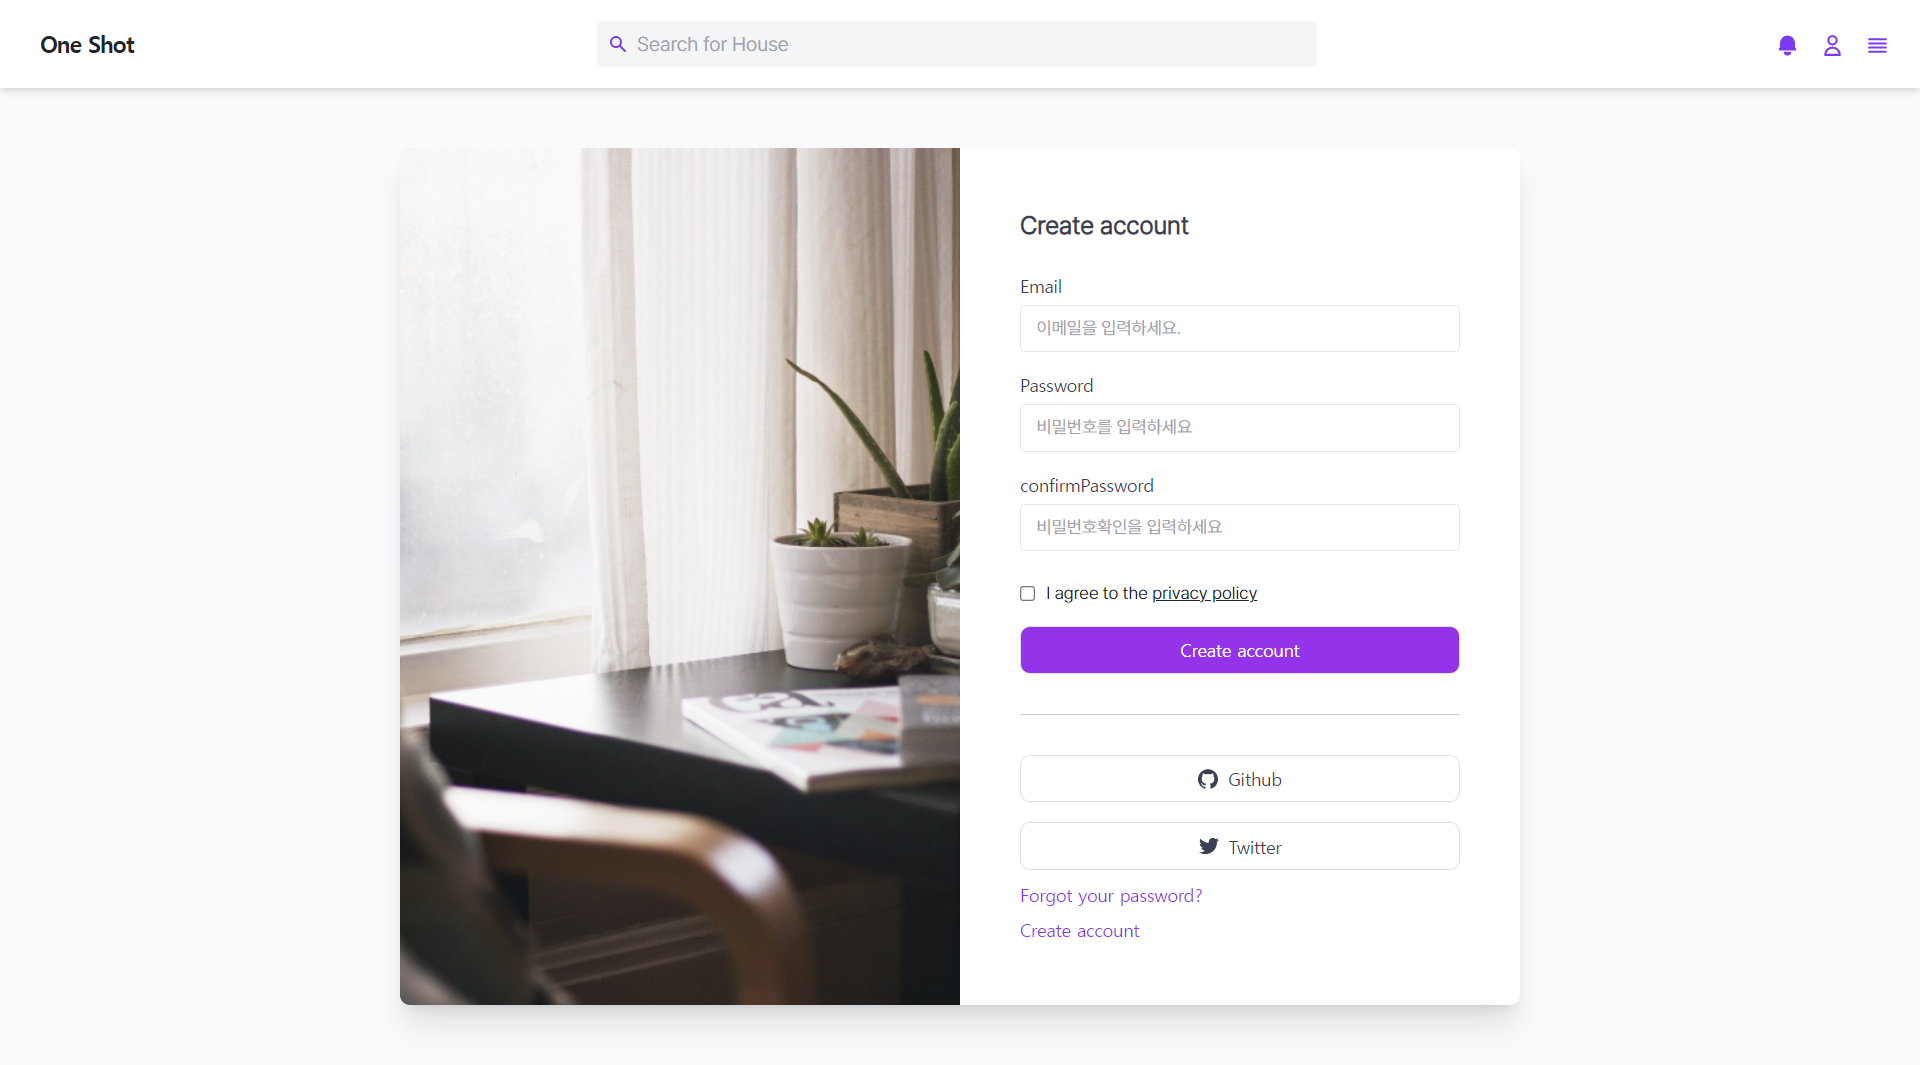 One Shot
Search for House
Create account
Email
이메일을 입력하세요.
Password
비밀번호를 입력하세요
confirmPassword
비밀번호확인을 입력하세요
I agree to the privacy policy
Create account
Github
Twitter
Forgot your password?
Create account